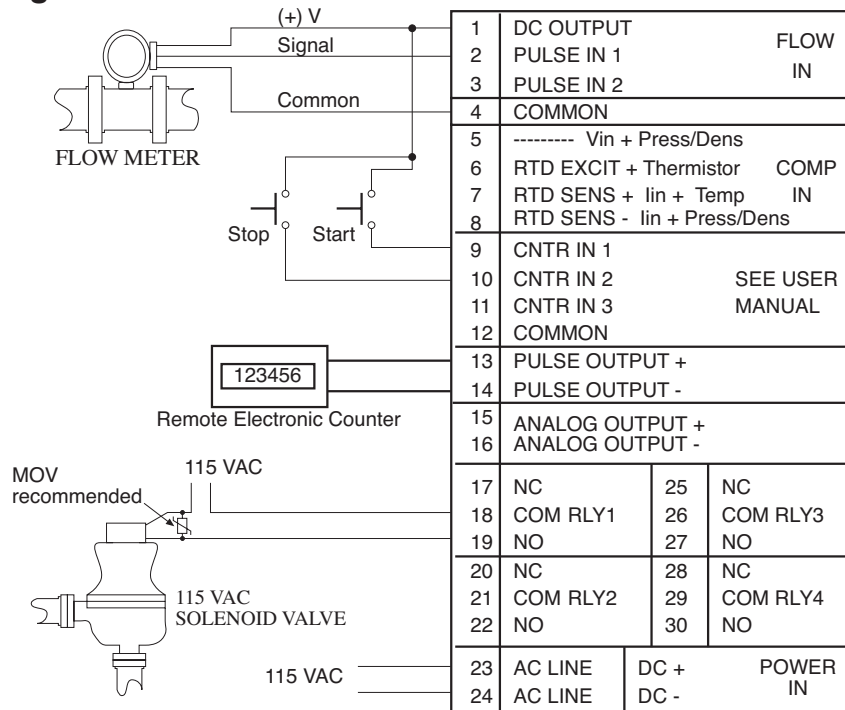 (+) V
Signal
Common
FLOW METER
Stop
Start
123456
Remote Electronic Counter
MOV
recommended
115 VAC
115 VAC
SOLENOID VALVE
115 VAC
1 DC OUTPUT
2 PULSE IN 1
3 PULSE IN 2
FLOW
IN
4 COMMON
5 --------- Vin + Press/Dens
6 RTD EXCIT + Thermistor COMP
7 RTD SENS + Iin + Temp IN
8 RTD SENS - Iin + Press/Dens
9 CNTR IN 1
10 CNTR IN 2 SEE USER
11 CNTR IN 3 MANUAL
12 COMMON
13 PULSE OUTPUT +
14 PULSE OUTPUT -
15 ANALOG OUTPUT +
16 ANALOG OUTPUT -
17 NC 25 NC
18 COM RLY1 26 COM RLY3
19 NO 27 NO
20 NC 28 NC
21 COM RLY2 29 COM RLY4
22 NO 30 NO
23 AC LINE DC + POWER
24 AC LINE DC - IN